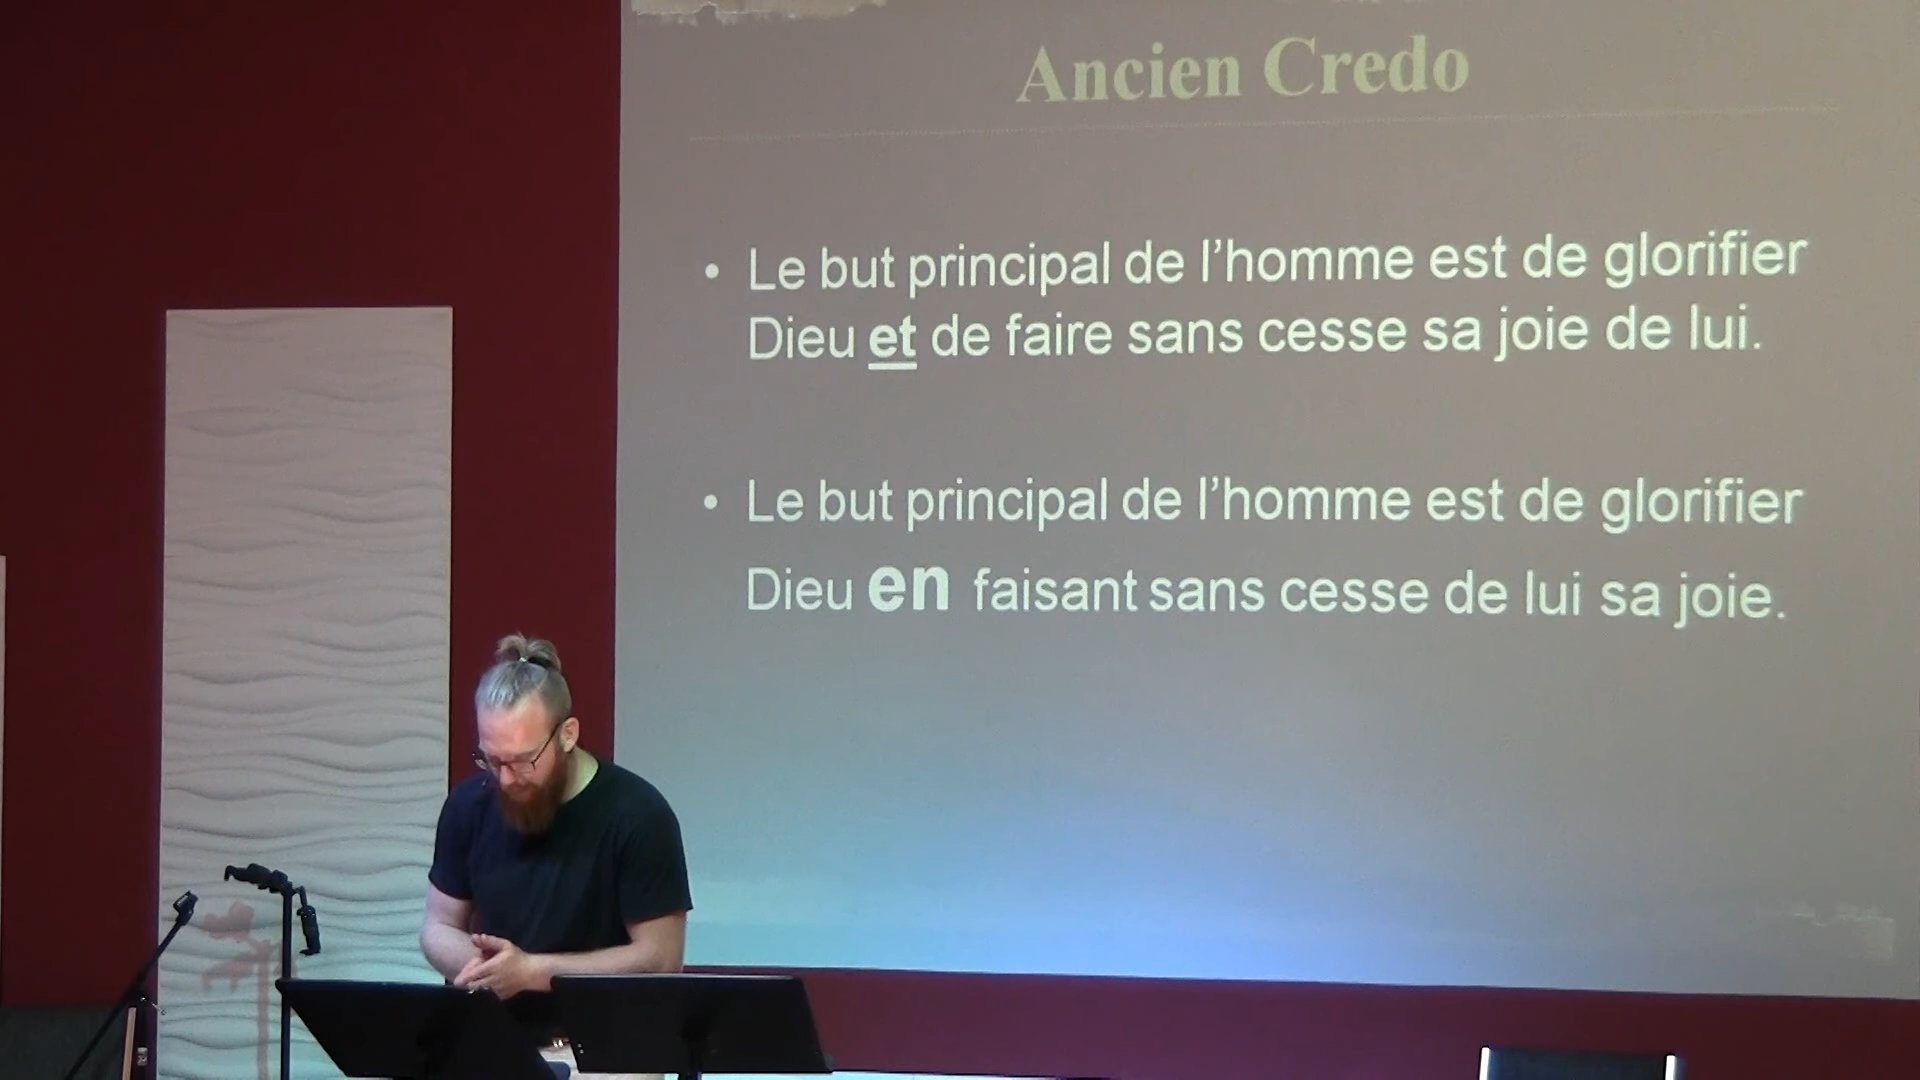 Ancien Credo
• Le but principal de l’homme est de glorifier
Dieu et de faire sans cesse sa joie de lui.
• Le but principal de l’homme est de glorifier
Dieu en faisant sans cesse de lui sa joie.